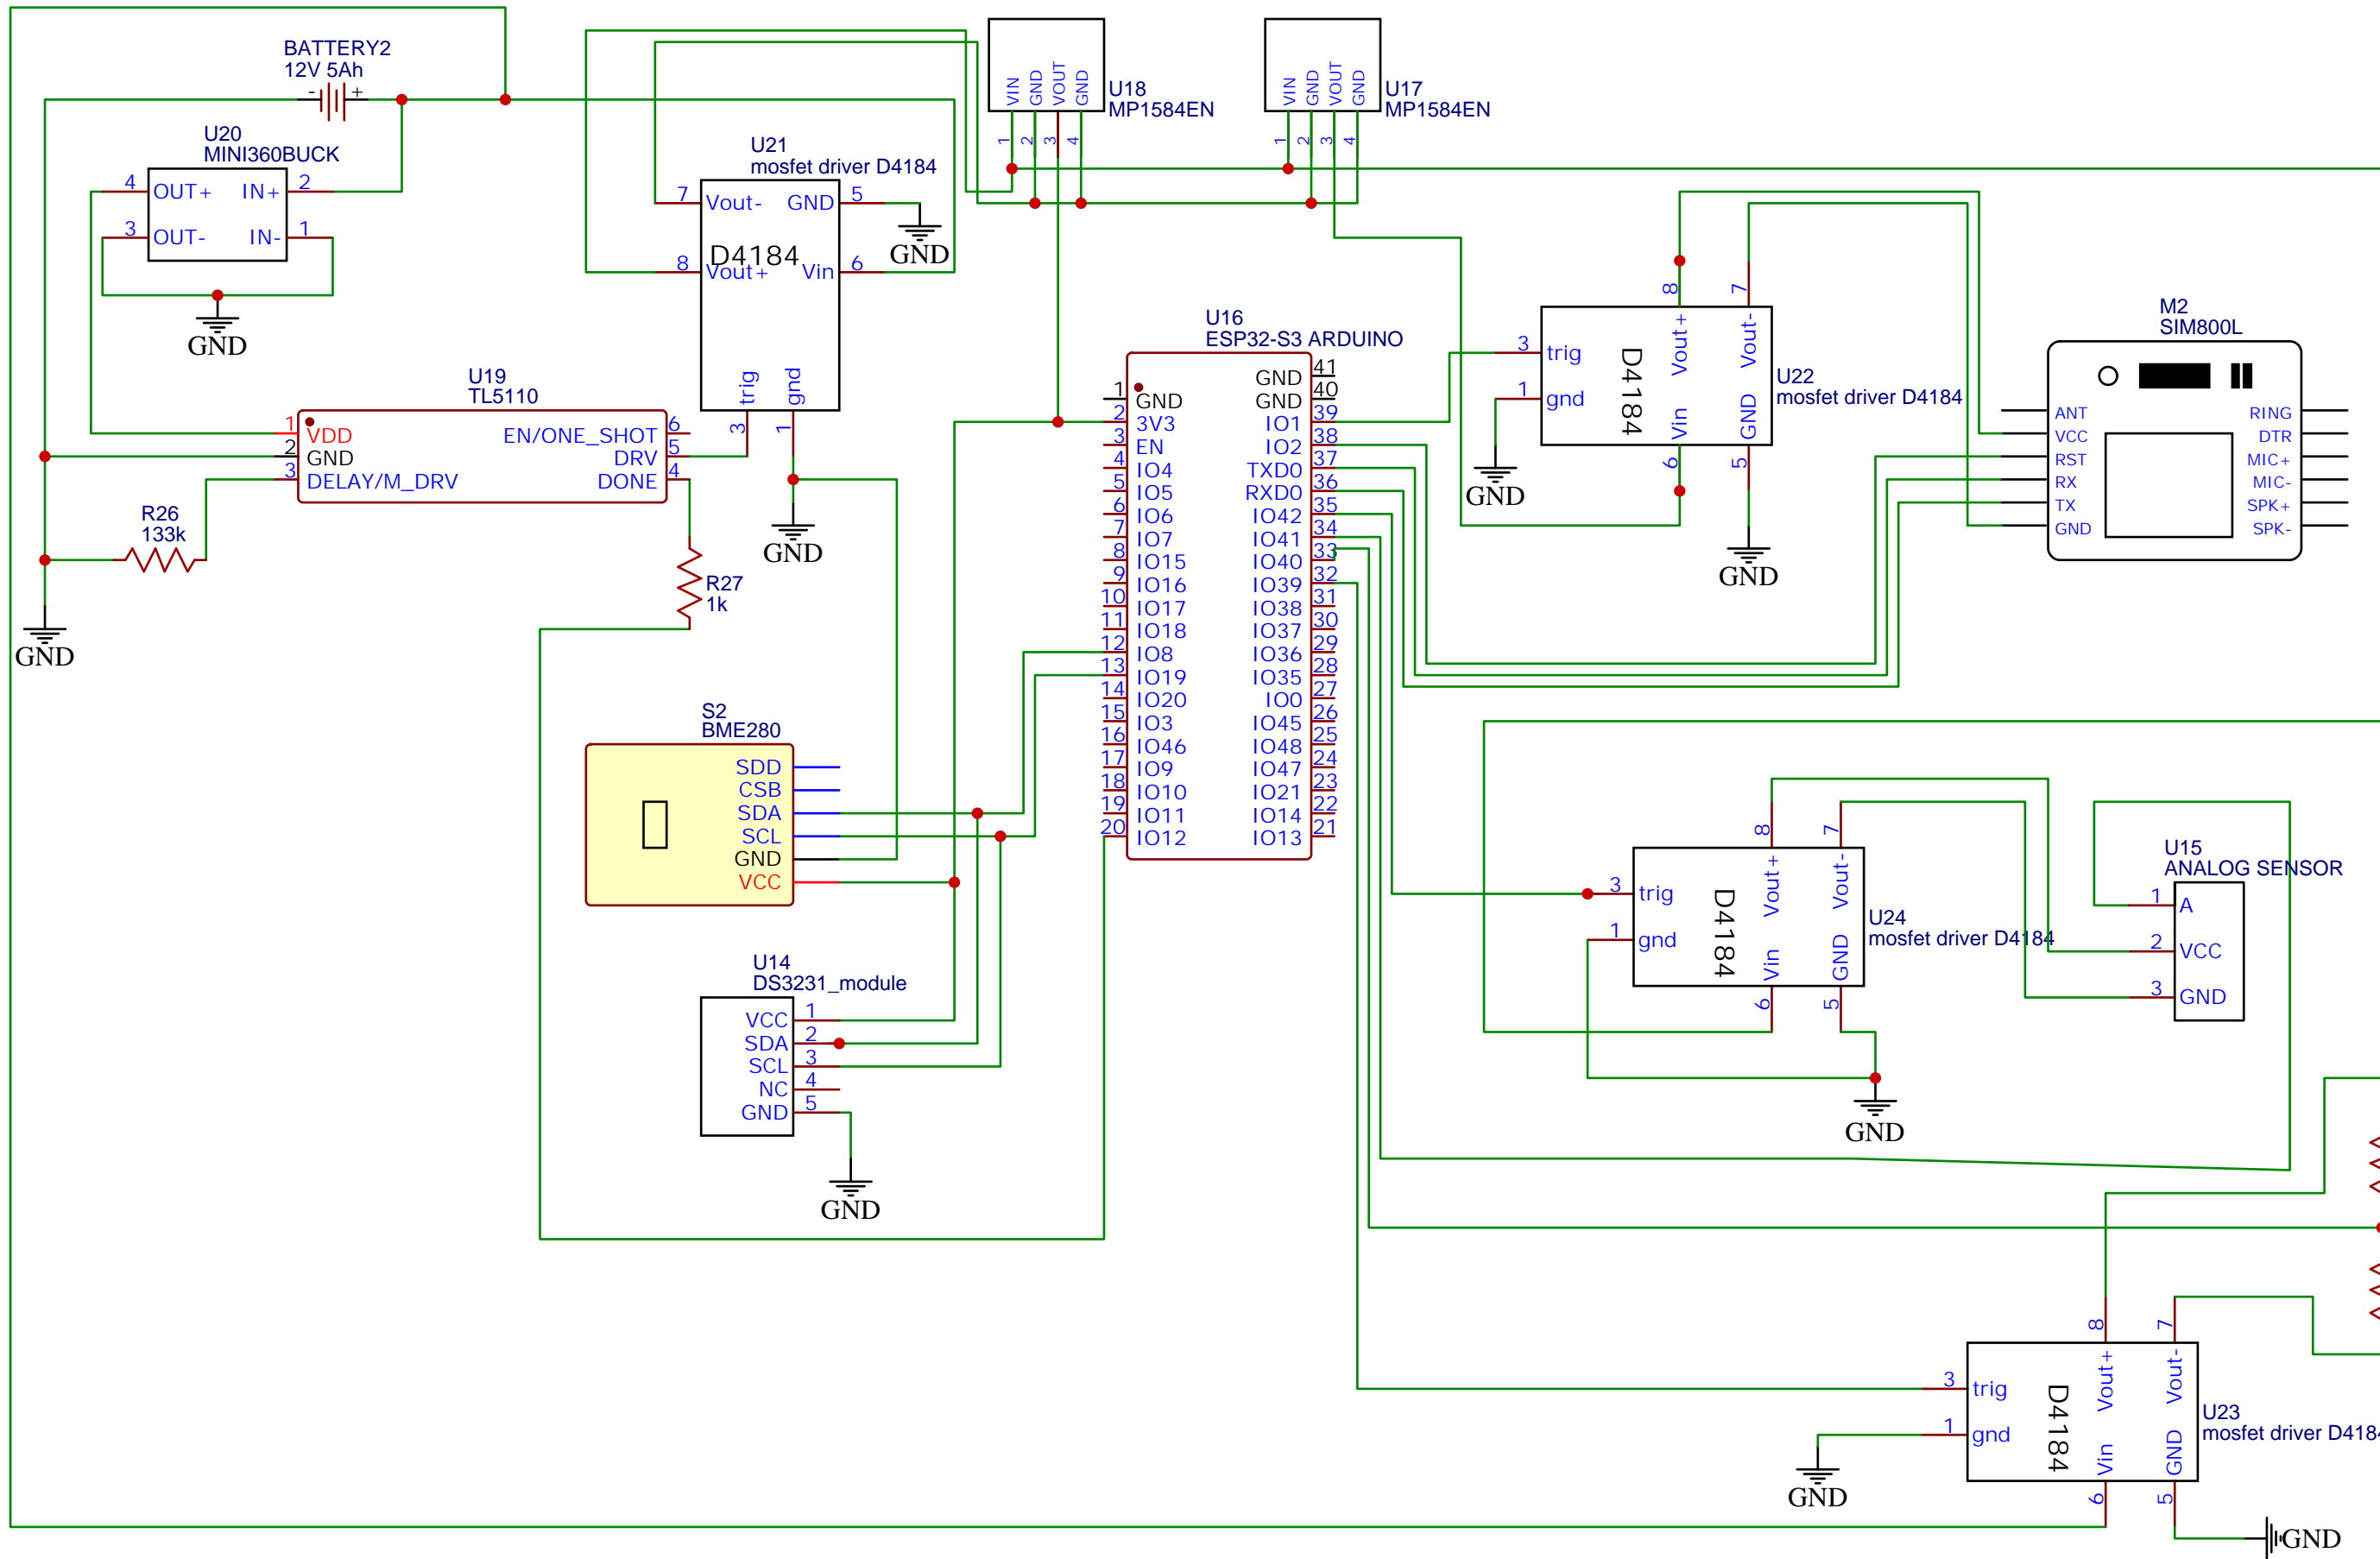 BATTERY2
12V 5Ah
- +
U20
MINI360BUCK
4 OUT+ IN+ 2
3 OUT- IN- 1
GND
U21
mosfet driver D4184
7 Vout- GND 5
D4184
8 Vout+ Vin 6
GND
trig gnd
3 1
GND
VIN GND VOUT GND
1 2 3 4
U18
MP1584EN
VIN GND VOUT GND
1 2 3 4
U17
MP1584EN
U19
TL5110
1 VDD EN/ONE_SHOT 6
2 GND DRV 5
3 DELAY/M_DRV DONE 4
R26
133k
GND
R27
1k
U16
ESP32-S3 ARDUINO
GND 41
1 GND GND 40
2 3V3 IO1 39
3 EN IO2 38
4 IO4 TXD0 37
5 IO5 RXD0 36
6 IO6 IO42 35
7 IO7 IO41 34
8 IO15 IO40 33
9 IO16 IO39 32
10 IO17 IO38 31
11 IO18 IO37 30
12 IO8 IO36 29
13 IO19 IO35 28
14 IO20 IO0 27
15 IO3 IO45 26
16 IO46 IO48 25
17 IO9 IO47 24
18 IO10 IO21 23
19 IO11 IO14 22
20 IO12 IO13 21
8 7
Vout+ Vout-
3 trig
1 gnd
D4184
Vin GND
6 5
U22
mosfet driver D4184
GND
GND
M2
SIM800L
ANT RING
VCC DTR
RST MIC+
RX MIC-
TX SPK+
GND SPK-
S2
BME280
SDD
CSB
SDA
SCL
GND
VCC
U14
DS3231_module
VCC 1
SDA 2
SCL 3
NC 4
GND 5
GND
8 7
Vout+ Vout-
3 trig
1 gnd
D4184
Vin GND
6 5
U24
mosfet driver D4184
GND
U15
ANALOG SENSOR
1 A
2 VCC
3 GND
8 7
Vout+ Vout-
3 trig
1 gnd
D4184
Vin GND
6 5
U23
mosfet driver
GND
GND